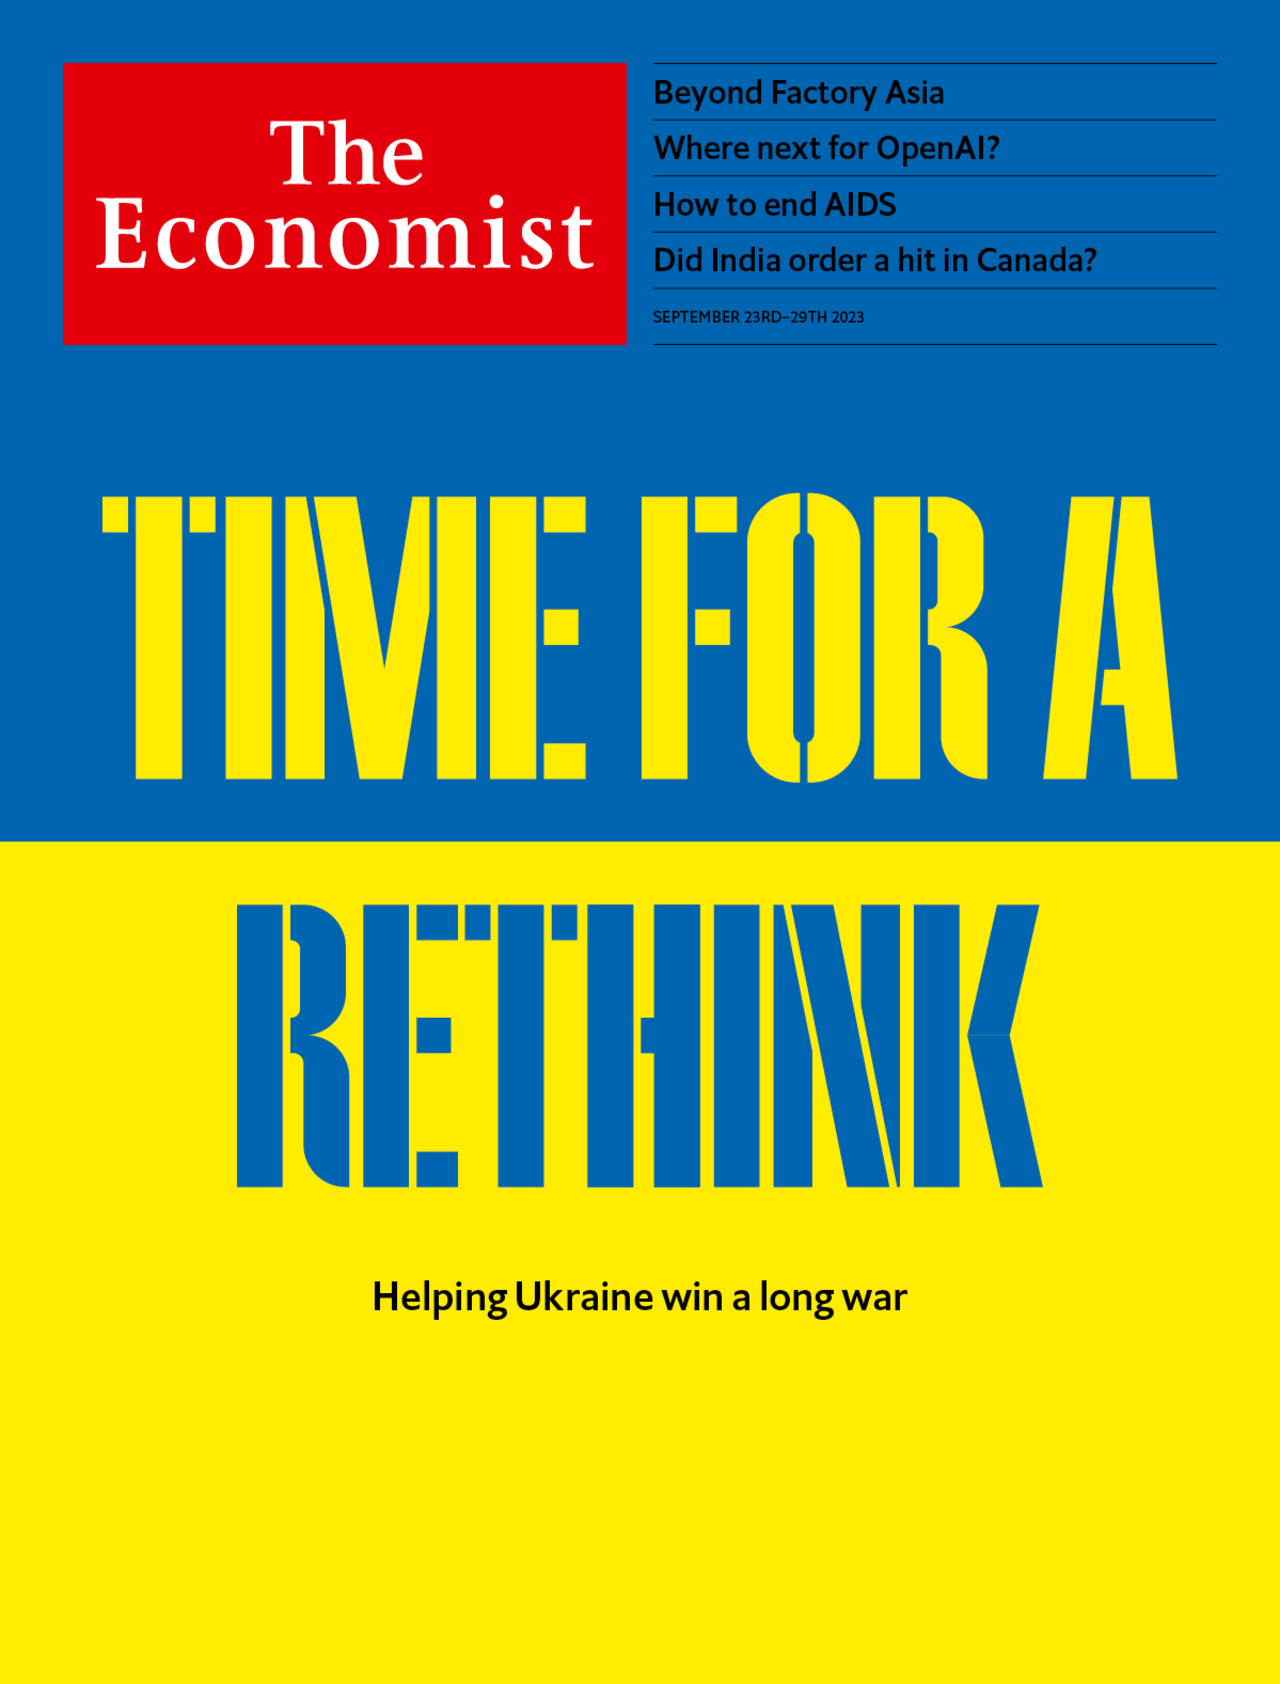 The
Economist
Beyond Factory Asia
Where next for OpenAI?
How to end AIDS
Did India order a hit in Canada?
SEPTEMBER 23RD–29TH 2023
TIME FOR A
RETHINK
Helping Ukraine win a long war